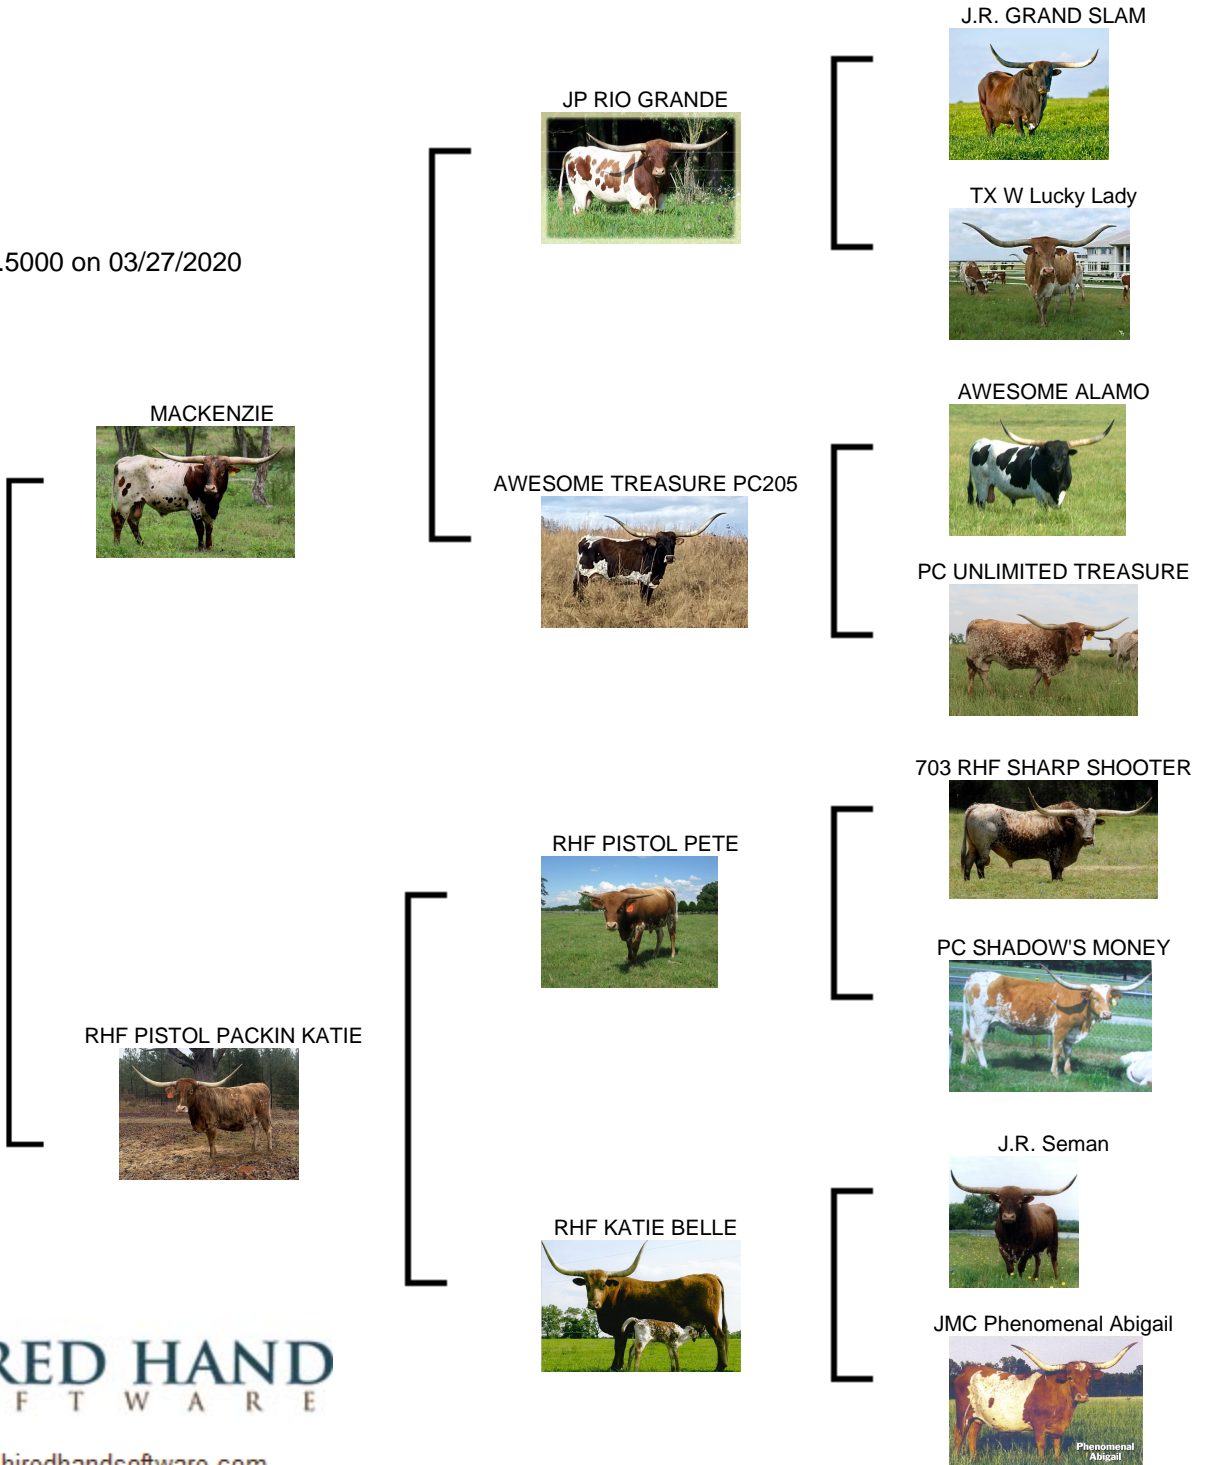 J.R. GRAND SLAM
JP RIO GRANDE
TX W Lucky Lady
.5000 on 03/27/2020
AWESOME ALAMO
MACKENZIE
AWESOME TREASURE PC205
PC UNLIMITED TREASURE
703 RHF SHARP SHOOTER
RHF PISTOL PETE
PC SHADOW'S MONEY
RHF PISTOL PACKIN KATIE
J.R. Seman
RHF KATIE BELLE
JMC Phenomenal Abigail
RED HAND
F T W A R E
Phenomenal
Abigail
hiredhandsoftware.com